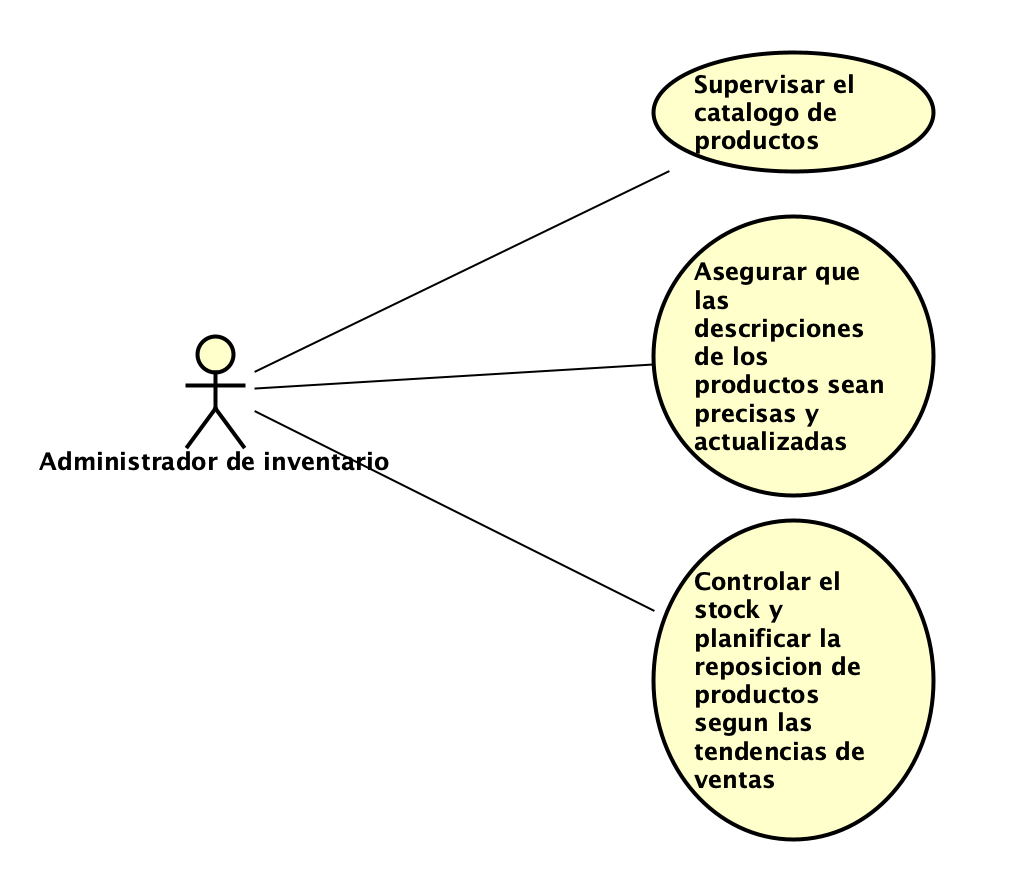 Supervisar el
catalogo de
productos
Asegurar que
las
descripciones
de los
productos sean
precisas y
actualizadas
Administrador de inventario
Controlar el
stock y
planificar la
reposicion de
productos
segun las
tendencias de
ventas